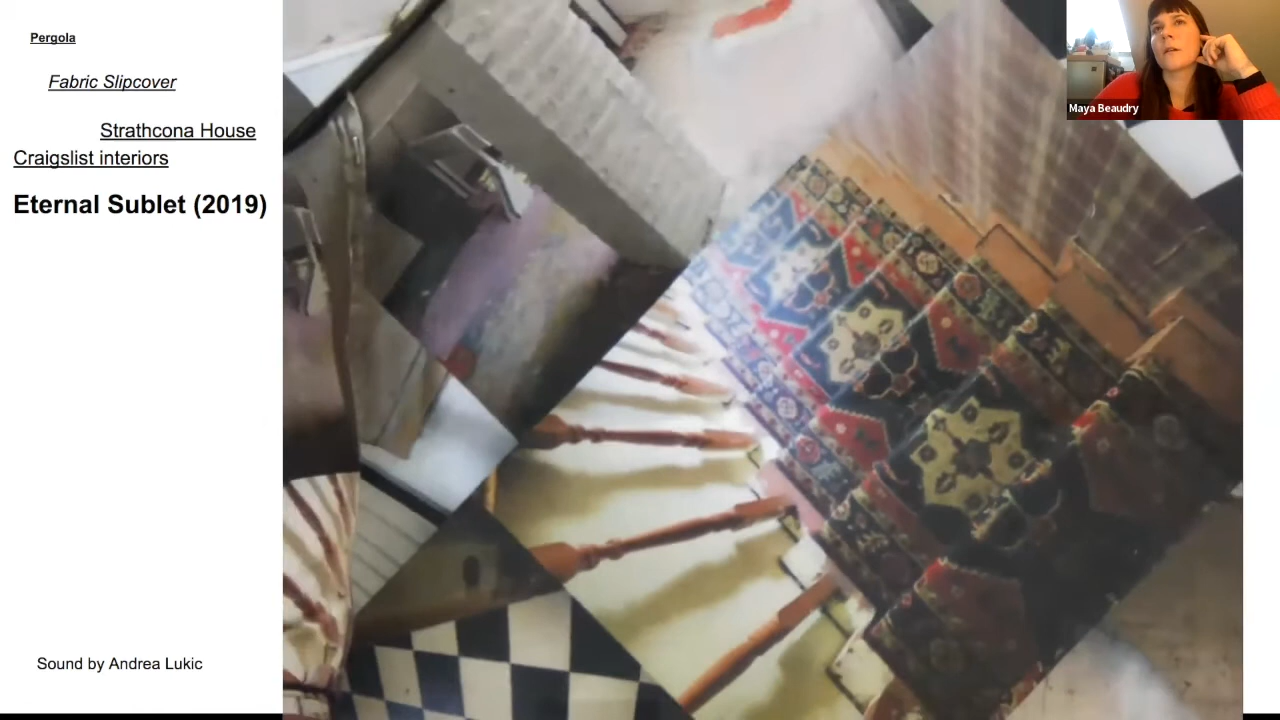 Pergola
Fabric Slipcover
Strathcona House
Craigslist interiors
Eternal Sublet (2019)
Sound by Andrea Lukic
Maya Beaudry